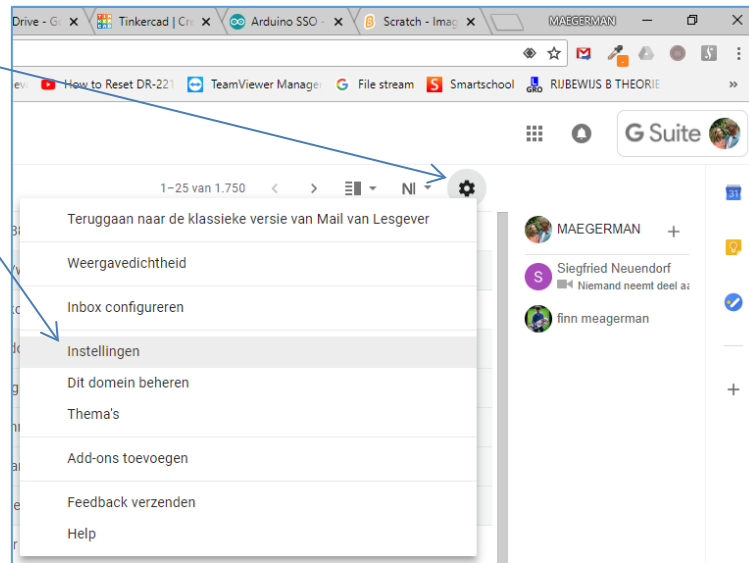 Drive - Go
Tinkercad | Cre
Arduino SSO -
Scratch - Imag
MAEGERMAN
How to Reset DR-221
TeamViewer Manage
File stream
Smartschool
RIJBEWIJS B THEORIE
G Suite
1–25 van 1.750
Nl
31
Teruggaan naar de klassieke versie van Mail van Lesgever
Weergavedichtheid
Inbox configureren
Instellingen
Dit domein beheren
Thema's
Add-ons toevoegen
Feedback verzenden
Help
MAEGERMAN
S
Siegfried Neuendorf
Niemand neemt deel aa
finn meagerman